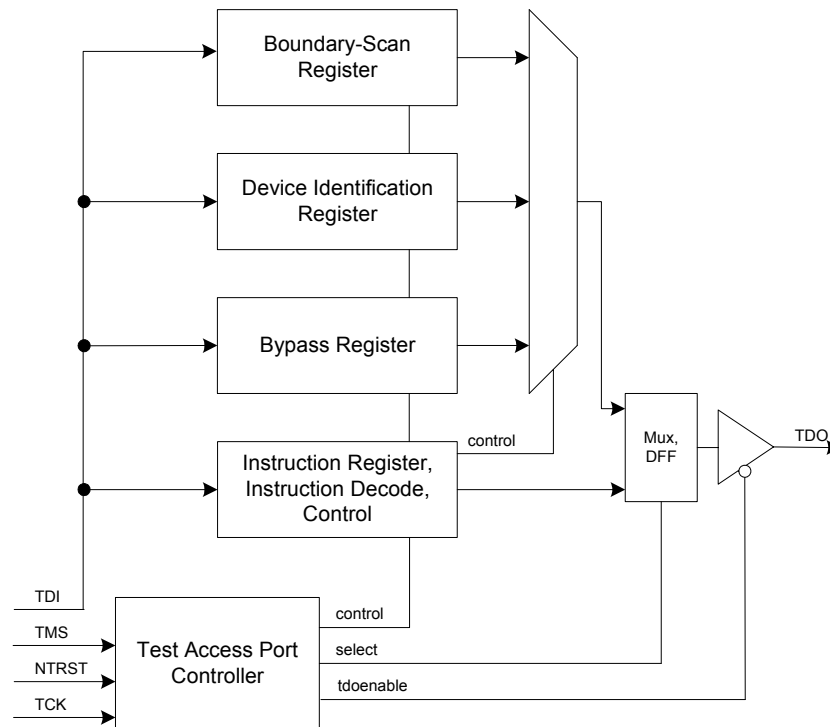 Boundary-Scan
Register
Device Identification
Register
Bypass Register
control
Instruction Register,
Instruction Decode,
Control
Mux,
DFF
TDO
TDI
TMS
NTRST
TCK
Test Access Port
Controller
control
select
tdoenable